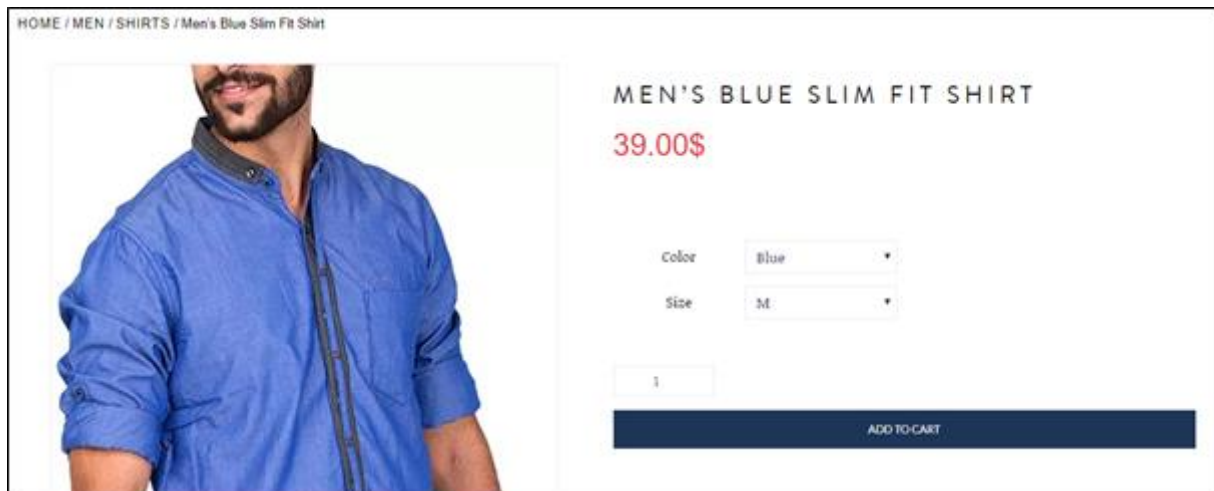 HOME / MEN / SHIRTS / Men's Blue Slim Fit Shirt
MEN'S BLUE SLIM FIT SHIRT
39.00$
Color Blue
Size M
1
ADD TO CART